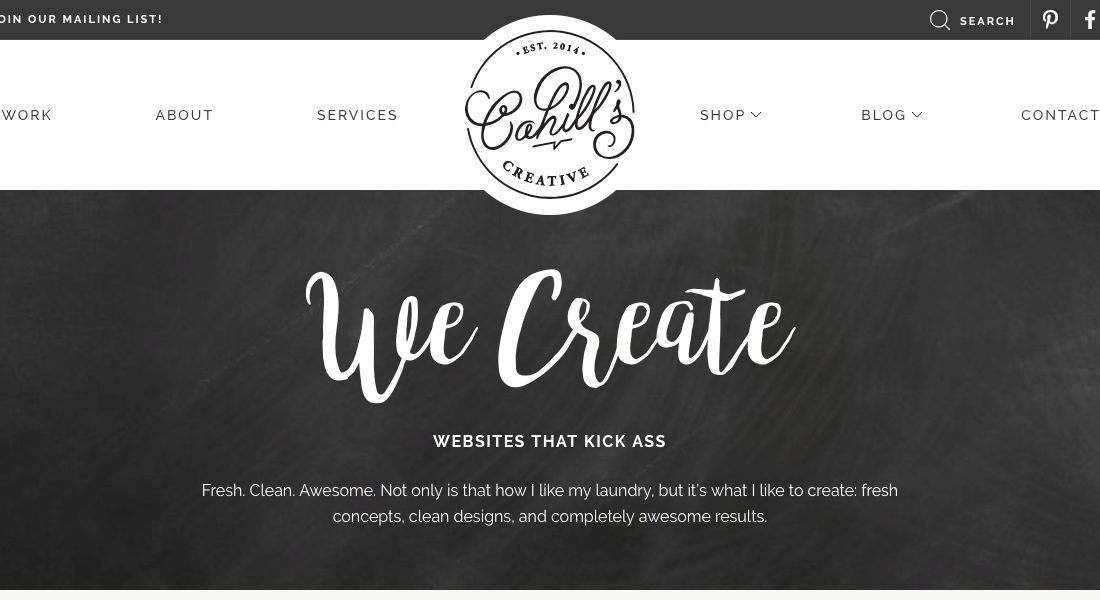 OIN OUR MAILING LIST!
SEARCH
WORK
ABOUT
SERVICES
• EST. 2014 •
Cahill's
CREATIVE
SHOP
BLOG
CONTACT
We Create
WEBSITES THAT KICK ASS
Fresh. Clean. Awesome. Not only is that how I like my laundry, but it's what I like to create: fresh
concepts, clean designs, and completely awesome results.